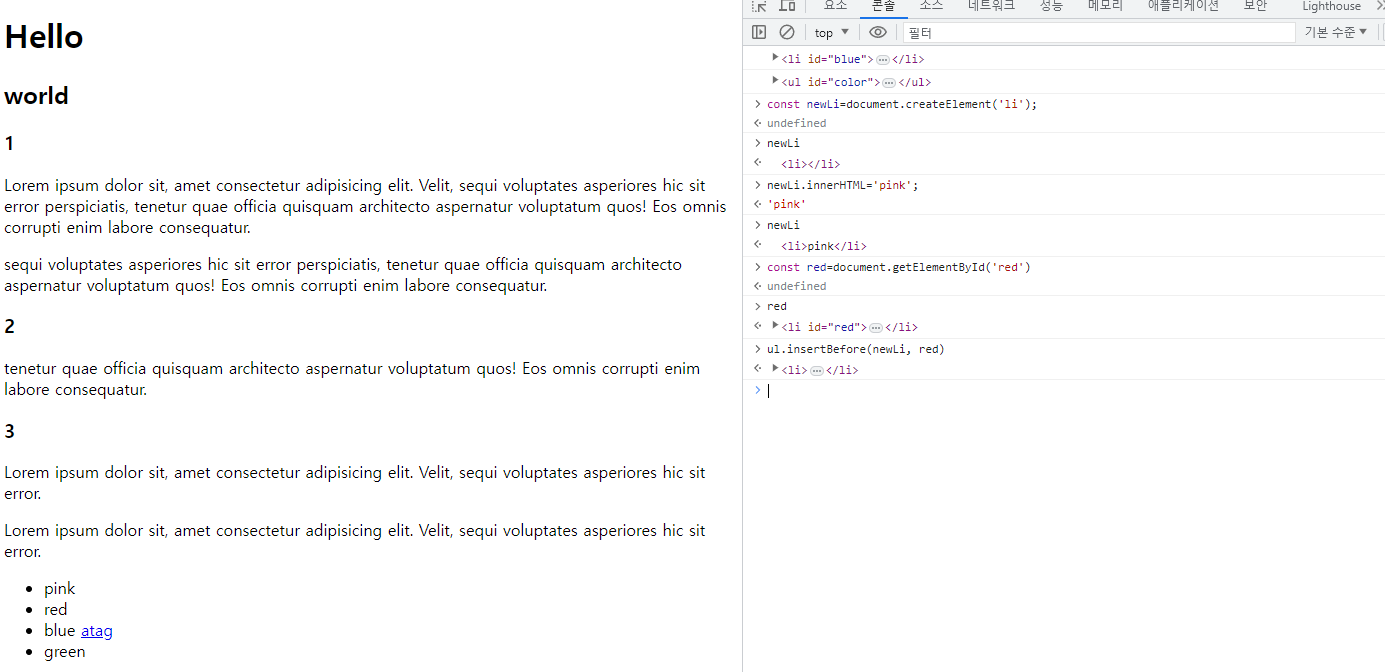 Hello
world
1
Lorem ipsum dolor sit, amet consectetur adipisicing elit. Velit, sequi voluptates asperiores hic sit
error perspiciatis, tenetur quae officia quisquam architecto aspernatur voluptatum quos! Eos omnis
corrupti enim labore consequatur.
sequi voluptates asperiores hic sit error perspiciatis, tenetur quae officia quisquam architecto
aspernatur voluptatum quos! Eos omnis corrupti enim labore consequatur.
2
tenetur quae officia quisquam architecto aspernatur voluptatum quos! Eos omnis corrupti enim
labore consequatur.
3
Lorem ipsum dolor sit, amet consectetur adipisicing elit. Velit, sequi voluptates asperiores hic sit
error.
Lorem ipsum dolor sit, amet consectetur adipisicing elit. Velit, sequi voluptates asperiores hic sit
error.
• pink
• red
• blue atag
• green
요소 콘솔 소스 네트워크 성능 메모리 애플리케이션 보안 Lighthouse
top ▼ 필터 기본 수준 ▼
▶<li id="blue">…</li>
▶<ul id="color">…</ul>
> const newLi=document.createElement('li');
<· undefined
> newLi
<· <li></li>
> newLi.innerHTML='pink';
<· 'pink'
> newLi
<· <li>pink</li>
> const red=document.getElementById('red')
<· undefined
> red
<· ▶<li id="red">…</li>
> ul.insertBefore(newLi, red)
<· ▶<li>…</li>
>